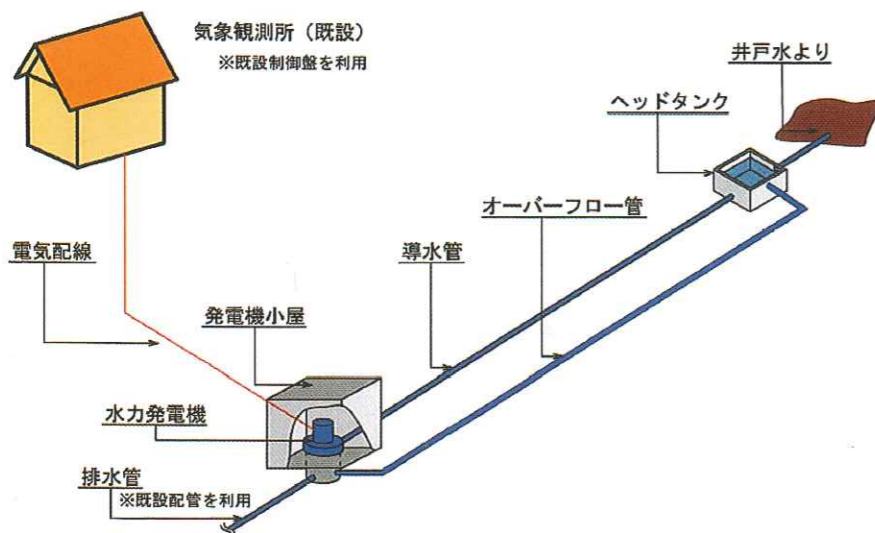 気象観測所（既設）
※既設制御盤を利用
井戸水より
ヘッドタンク
オーバーフロー管
導水管
電気配線
発電機小屋
水力発電機
排水管
※既設配管を利用